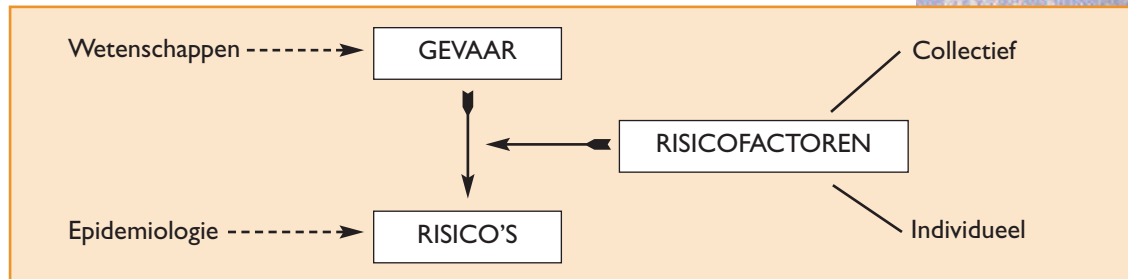 Wetenschappen
GEVAAR
Collectief
RISICOFACTOREN
Epidemiologie
RISICO'S
Individueel